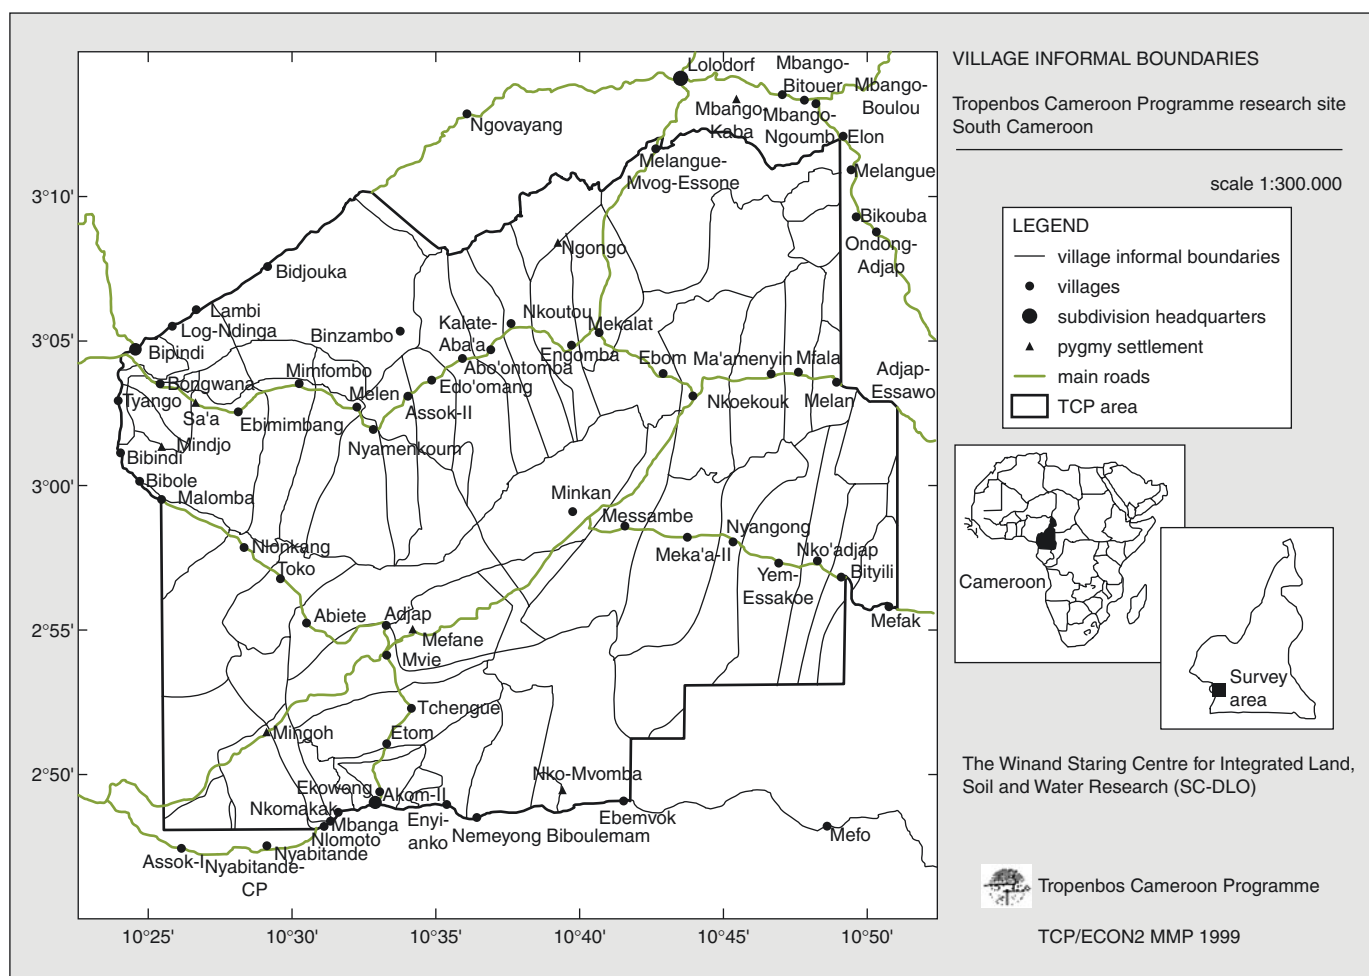 VILLAGE INFORMAL BOUNDARIES
Tropenbos Cameroon Programme research site
South Cameroon
scale 1:300.000
LEGEND
village informal boundaries
villages
subdivision headquarters
pygmy settlement
main roads
TCP area
Cameroon
Survey
area
The Winand Staring Centre for Integrated Land,
Soil and Water Research (SC-DLO)
Tropenbos Cameroon Programme
TCP/ECON2 MMP 1999
3°10'
3°05'
3°00'
2°55'
2°50'
10°25'
10°30'
10°35'
10°40'
10°45'
10°50'
Lolodorf
Mbango-
Bitouer
Mbango-
Boulou
Mbango-
Kaba
Mbango-
Ngoumb
Elon
Ngovayang
Melangue-
Mvog-Essone
Melangue
Bikouba
Ondong-
Adjap
Ngongo
Bidjouka
Lambi
Log-Ndinga
Binzambo
Kalate-
Aba'a
Nkoutou
Mekalat
Bipindi
Engomba
Abo'ontomba
Ebom
Ma'amenyin
Mfala
Adjap-
Essawo
Bongwana
Mimfombo
Melen
Edo'omang
Assok-II
Nkoekouk
Melan
Tyango
Sa'a
Ebimimbang
Nyamenkoum
Mindjo
Bibindi
Bibole
Malomba
Minkan
Messambe
Nyangong
Meka'a-II
Nko'adjap
Yem-
Essakoe
Bityili
Nlonkang
Toko
Abiete
Adjap
Mefane
Mefak
Mvie
Tchengue
Mingoh
Etom
Nko-Mvomba
Ekowong
Akom-II
Nkomakak
Mbanga
Nlomoto
Enyi-
anko
Nemeyong
Biboulemam
Ebemvok
Mefo
Assok-I
Nyabitande
Nyabitande-
CP